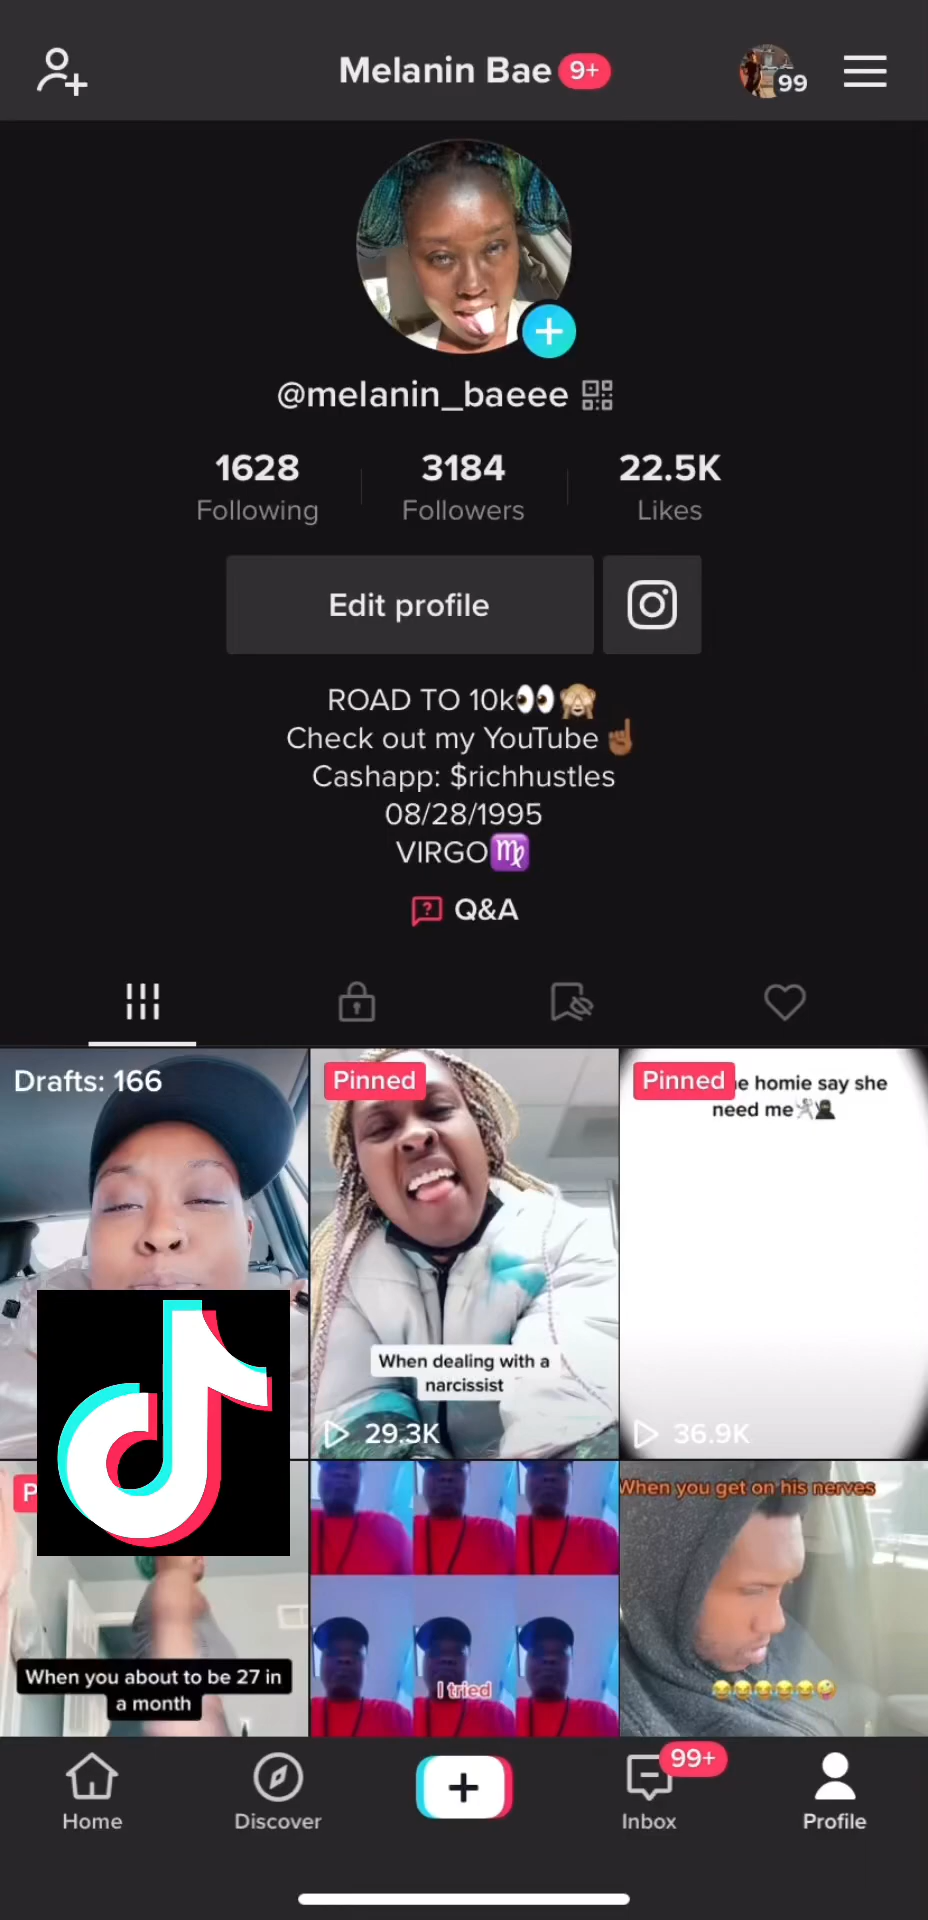 Melanin Bae 9+
99
@melanin_baeee
1628
Following
3184
Followers
22.5K
Likes
Edit profile
ROAD TO 10k👀🙈
Check out my YouTube☝🏾
Cashapp: $richhustles
08/28/1995
VIRGO♍
Q&A
Drafts: 166
Pinned
When dealing with a
narcissist
29.3K
Pinned
homie say she
need me
36.9K
When you about to be 27 in
a month
I tried
When you get on his nerves
😂😂😂😂😂🤪
Home
Discover
99+
Inbox
Profile